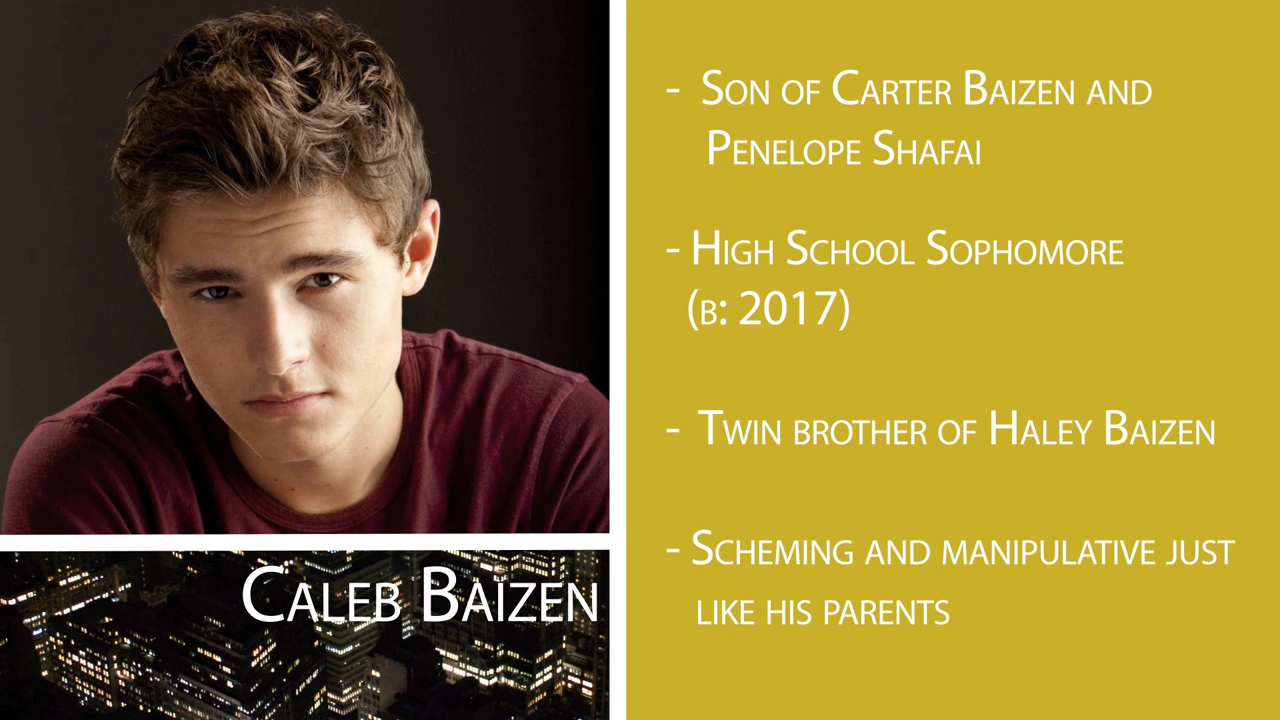 Caleb Baizen
- Son of Carter Baizen and
Penelope Shafai
- High School Sophomore
(b: 2017)
- Twin brother of Haley Baizen
- Scheming and manipulative just
like his parents